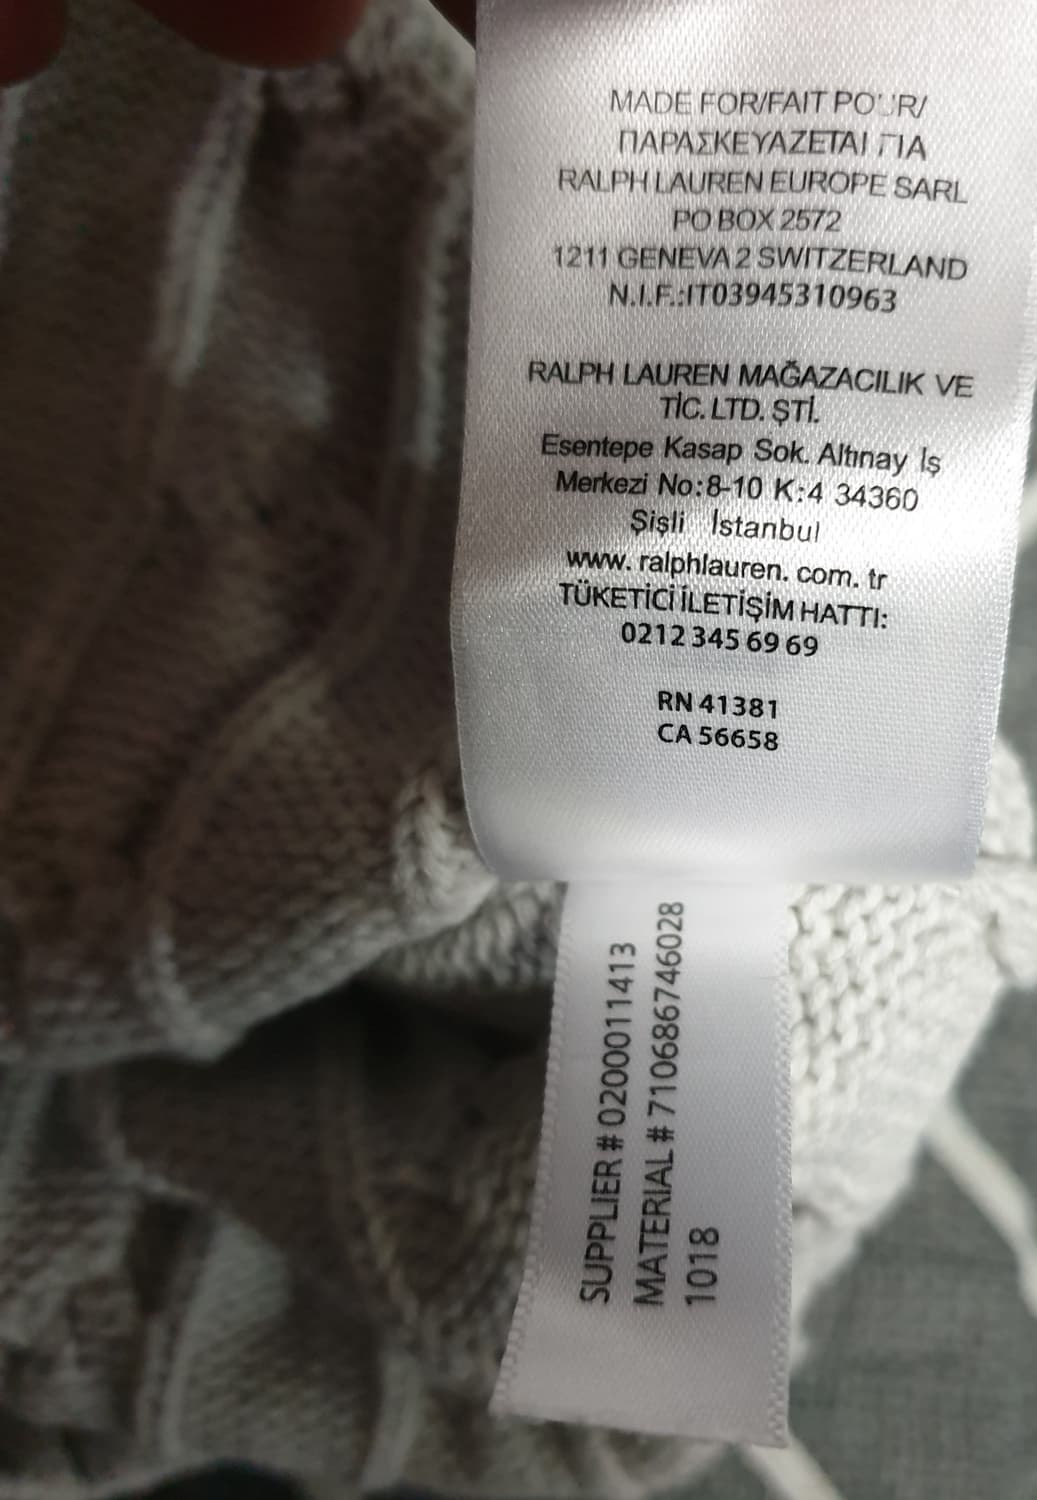 MADE FOR/FAIT POUR/
ΠΑΡΑΣΚΕΥΑΖΕΤΑΙ ΓΙΑ
RALPH LAUREN EUROPE SARL
PO BOX 2572
1211 GENEVA 2 SWITZERLAND
N.I.F.:IT03945310963
RALPH LAUREN MAĞAZACILIK VE
TİC. LTD. ŞTİ.
Esentepe Kasap Sok. Altınay İş
Merkezi No:8-10 K:4 34360
Şişli İstanbul
www. ralphlauren. com. tr
TÜKETİCİ İLETİŞİM HATTI:
0212 345 69 69
RN 41381
CA 56658
SUPPLIER # 0200011413
MATERIAL # 710686746028
1018